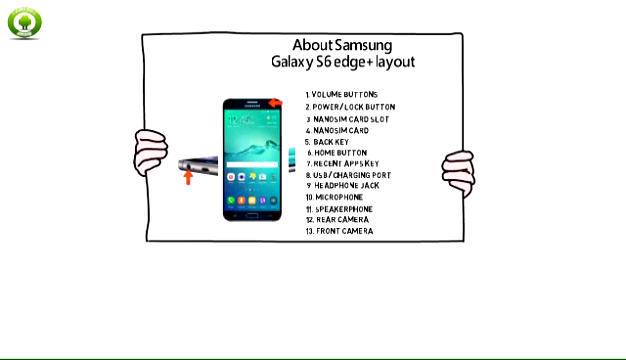 About Samsung
Galaxy S6 edge+ layout
1. VOLUME BUTTONS
2. POWER/LOCK BUTTON
3. NANOSIM CARD SLOT
4. NANOSIM CARD
5. BACK KEY
6. HOME BUTTON
7. RECENT APPS KEY
8. USB/CHARGING PORT
9. HEADPHONE JACK
10. MICROPHONE
11. SPEAKERPHONE
12. REAR CAMERA
13. FRONT CAMERA